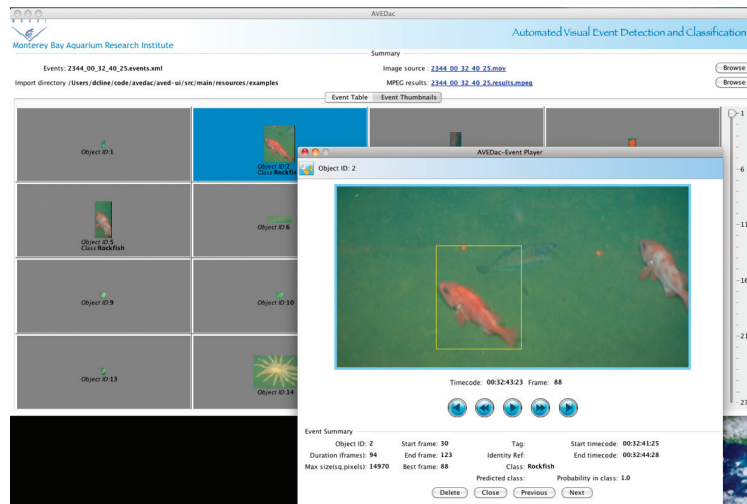 AVEDac
Automated Visual Event Detection and Classification
Monterey Bay Aquarium Research Institute
Summary
Events: 2344_00_32_40_25.events.xml
Image source : 2344_00_32_40_25.mov
Browse
Import directory /Users/dcline/code/avedac/aved-ui/src/main/resources/examples
MPEG results: 2344_00_32_40_25.results.mpeg
Browse
Event Table Event Thumbnails
Object ID:1
Object ID:2
Class:Rockfis
Object ID:5
Class:Rockfish
Object ID:6
Object ID:9
Object ID:10
Object ID:13
Object ID:14
1
6
11
16
21
27
AVEDac-Event Player
Object ID: 2
Timecode: 00:32:43:23 Frame: 88
Event Summary
Object ID: 2 Start frame: 30 Tag: Start timecode: 00:32:41:25
Duration (frames): 94 End frame: 123 Identity Ref: End timecode: 00:32:44:28
Max size(sq.pixels): 14970 Best frame: 88 Class: Rockfish
Predicted class: Probability in class: 1.0
Delete Close Previous Next